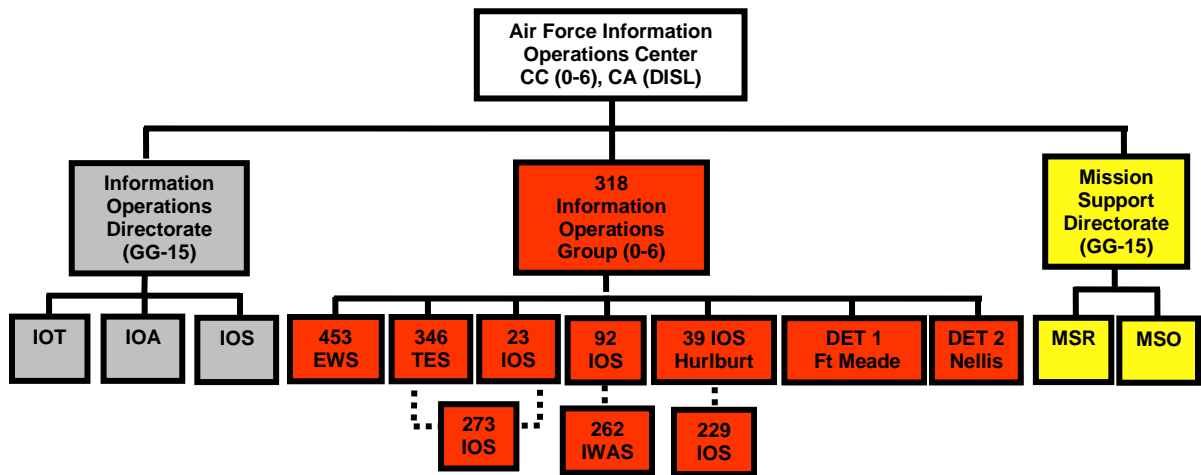 Air Force Information
Operations Center
CC (0-6), CA (DISL)
Information
Operations
Directorate
(GG-15)
318
Information
Operations
Group (0-6)
Mission
Support
Directorate
(GG-15)
IOT
IOA
IOS
453
EWS
346
TES
23
IOS
92
IOS
39 IOS
Hurlburt
DET 1
Ft Meade
DET 2
Nellis
MSR
MSO
273
IOS
262
IWAS
229
IOS